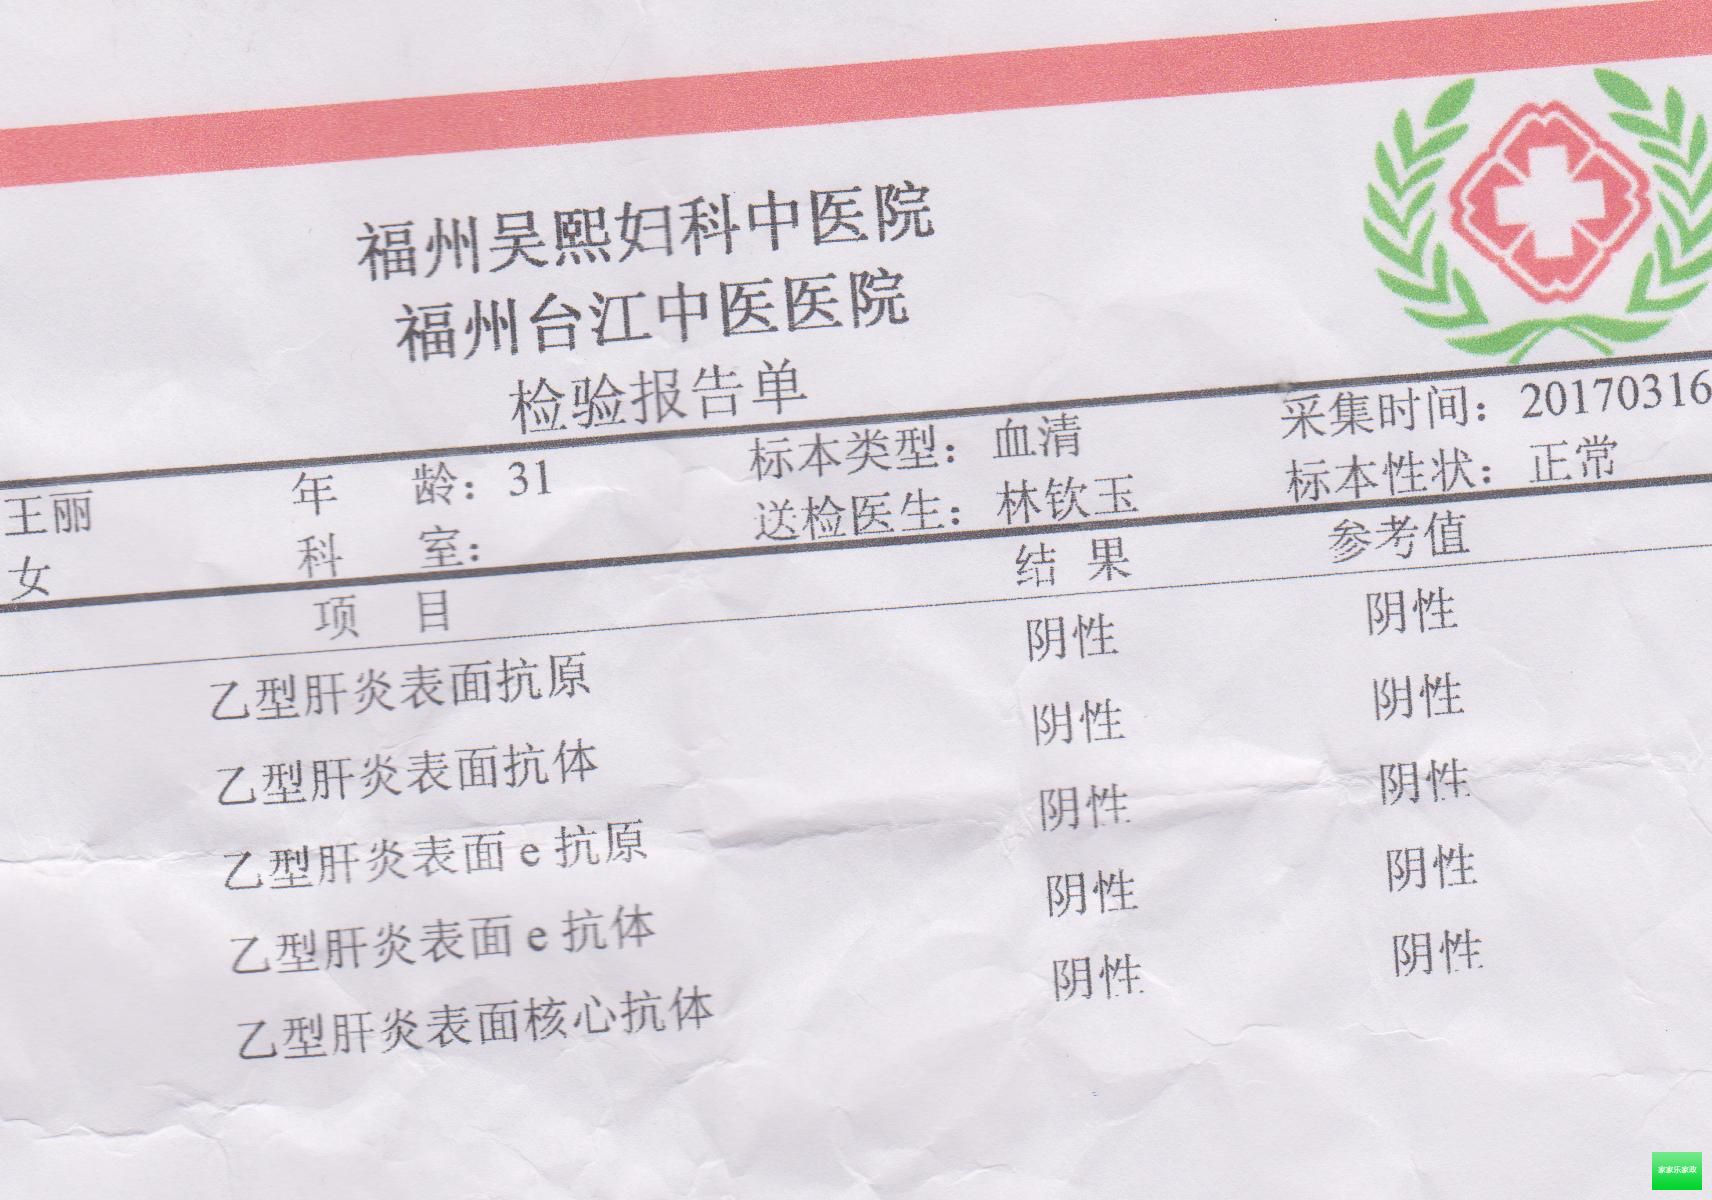 福州吴熙妇科中医院
福州台江中医医院
检验报告单
王丽 年 龄：31 标本类型：血清 采集时间：20170316
女 科 室： 送检医生：林钦玉 标本性状：正常
项 目 结 果 参考值
乙型肝炎表面抗原 阴性 阴性
乙型肝炎表面抗体 阴性 阴性
乙型肝炎表面 e 抗原 阴性 阴性
乙型肝炎表面 e 抗体 阴性 阴性
乙型肝炎表面核心抗体 阴性 阴性
家家乐家政